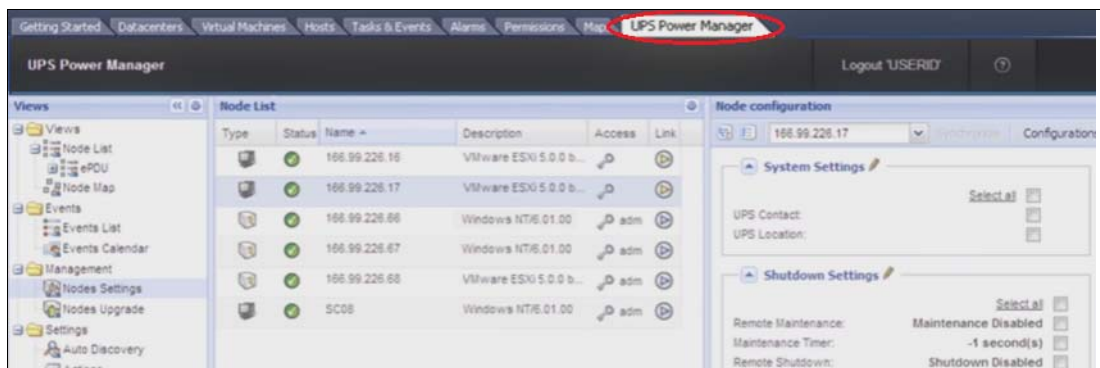 Getting Started Datacenters Virtual Machines Hosts Tasks & Events Alarms Permissions Maps UPS Power Manager
UPS Power Manager Logout 'USERID'
Views
Views
Node List
ePDU
Node Map
Events
Events List
Events Calendar
Management
Nodes Settings
Nodes Upgrade
Settings
Auto Discovery
Actions
Node List
Type Status Name Description Access Link
166.99.226.16 VMware ESXi 5.0.0 b...
166.99.226.17 VMware ESXi 5.0.0 b...
166.99.226.66 Windows NT/6.01.00 adm
166.99.226.67 Windows NT/6.01.00 adm
166.99.226.68 VMware ESXi 5.0.0 b... adm
SC08 Windows NT/6.01.00 adm
Node configuration
166.99.226.17 Synchronize Configurations
System Settings
Select all
UPS Contact:
UPS Location:
Shutdown Settings
Select all
Remote Maintenance: Maintenance Disabled
Maintenance Timer: -1 second(s)
Remote Shutdown: Shutdown Disabled